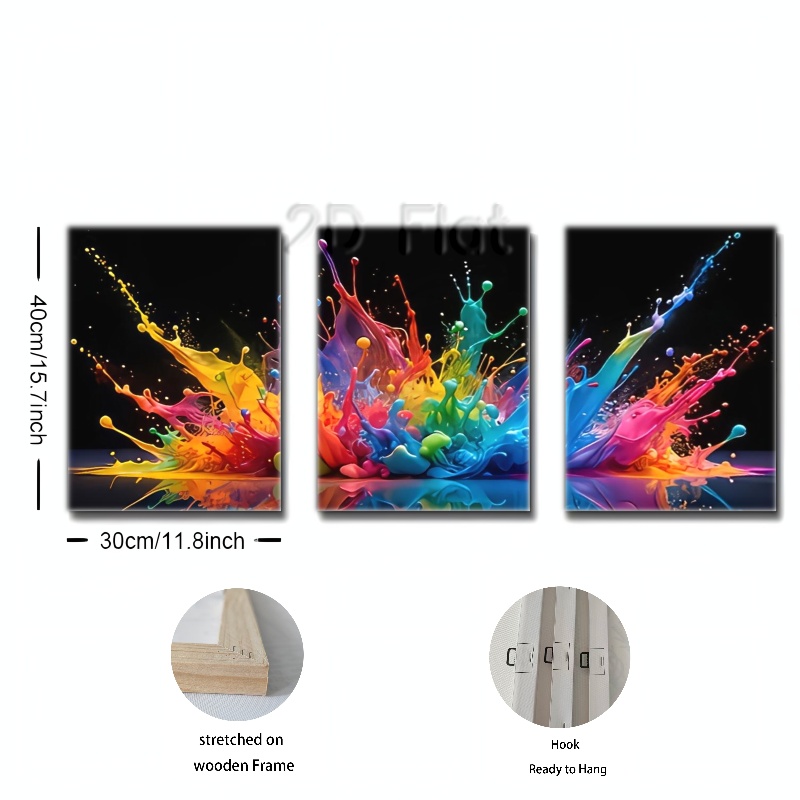 2D Flat
40cm/15.7inch
30cm/11.8inch
stretched on
wooden Frame
Hook
Ready to Hang